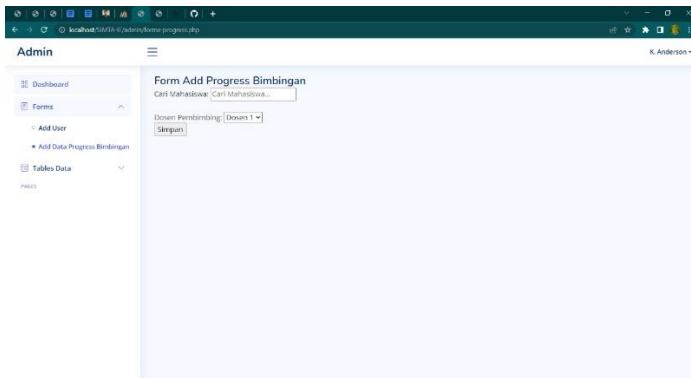 localhost/SIMTA-if/admin/forms-progress.php
Admin
K. Anderson
Dashboard
Forms
Add User
Add Data Progress Bimbingan
Tables Data
PAGES
Form Add Progress Bimbingan
Cari Mahasiswa: Cari Mahasiswa...
Dosen Pembimbing: Dosen 1
Simpan